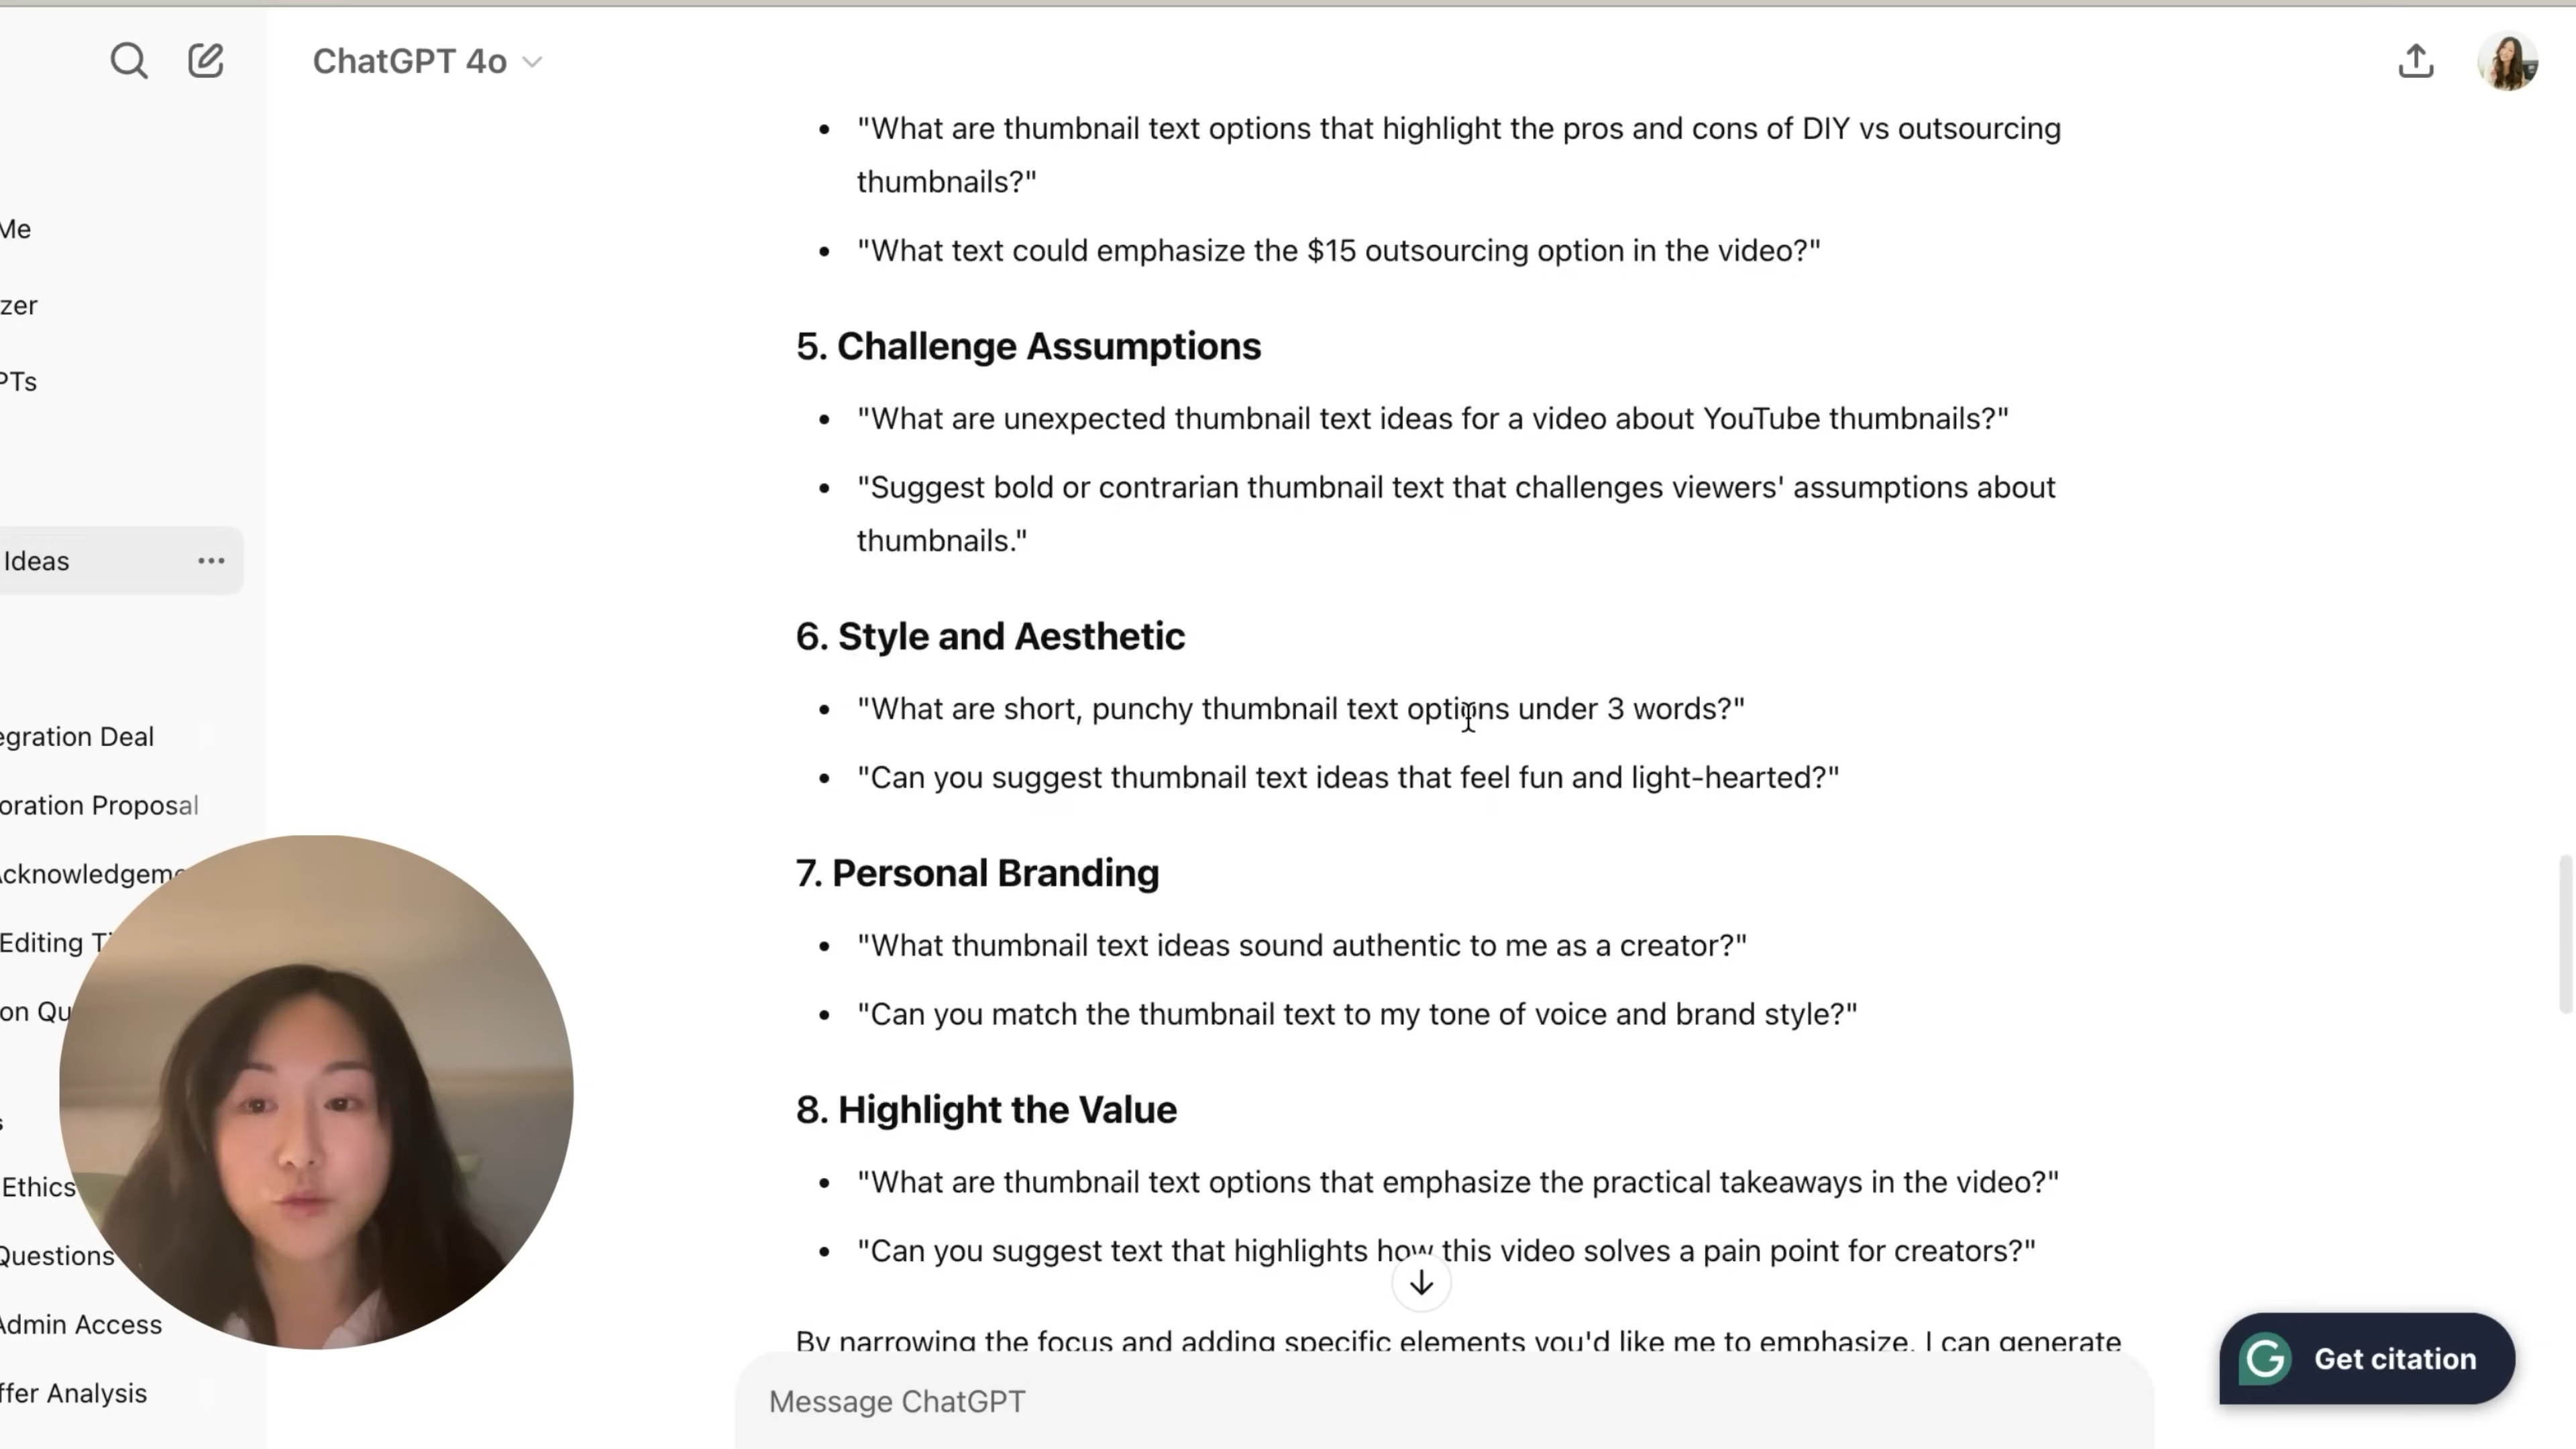 ChatGPT 4o
Me
zer
PTs
Ideas
egration Deal
oration Proposal
Acknowledgeme
Editing
on Qu
s
Ethics
Questions
Admin Access
ffer Analysis
• "What are thumbnail text options that highlight the pros and cons of DIY vs outsourcing
thumbnails?"
• "What text could emphasize the $15 outsourcing option in the video?"
5. Challenge Assumptions
• "What are unexpected thumbnail text ideas for a video about YouTube thumbnails?"
• "Suggest bold or contrarian thumbnail text that challenges viewers' assumptions about
thumbnails."
6. Style and Aesthetic
• "What are short, punchy thumbnail text options under 3 words?"
• "Can you suggest thumbnail text ideas that feel fun and light-hearted?"
7. Personal Branding
• "What thumbnail text ideas sound authentic to me as a creator?"
• "Can you match the thumbnail text to my tone of voice and brand style?"
8. Highlight the Value
• "What are thumbnail text options that emphasize the practical takeaways in the video?"
• "Can you suggest text that highlights how this video solves a pain point for creators?"
By narrowing the focus and adding specific elements you'd like me to emphasize, I can generate
Message ChatGPT
Get citation